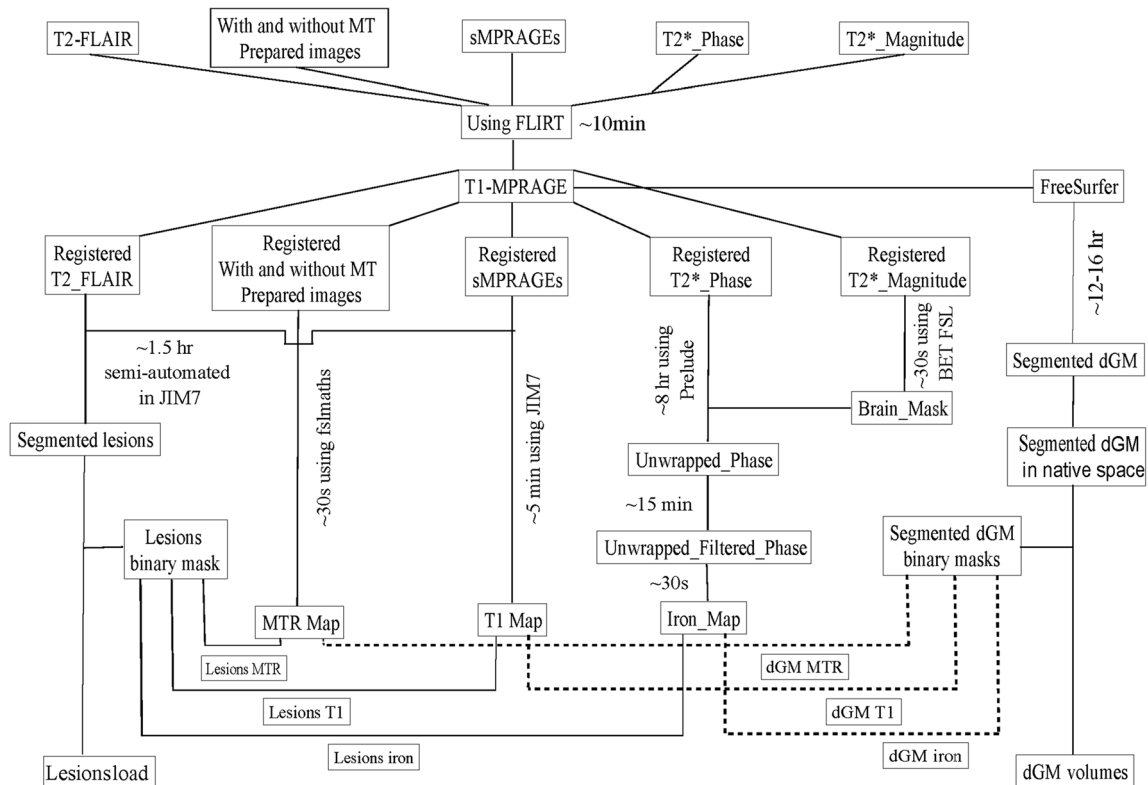 T2-FLAIR
With and without MT
Prepared images
sMPRAGEs
T2*_Phase
T2*_Magnitude
Using FLIRT
~10min
T1-MPRAGE
FreeSurfer
Registered
T2_FLAIR
Registered
With and without MT
Prepared images
Registered
sMPRAGEs
Registered
T2*_Phase
Registered
T2*_Magnitude
~12-16 hr
~1.5 hr
semi-automated
in JIM7
~30s using fslmaths
~5 min using JIM7
~8 hr using
Prelude
~30s using
BET FSL
Segmented dGM
Brain_Mask
Segmented lesions
Unwrapped_Phase
Segmented dGM
in native space
~15 min
Lesions
binary mask
Unwrapped_Filtered_Phase
Segmented dGM
binary masks
~30s
MTR Map
T1 Map
Iron_Map
Lesions MTR
dGM MTR
Lesions T1
dGM T1
Lesions iron
dGM iron
Lesionsload
dGM volumes